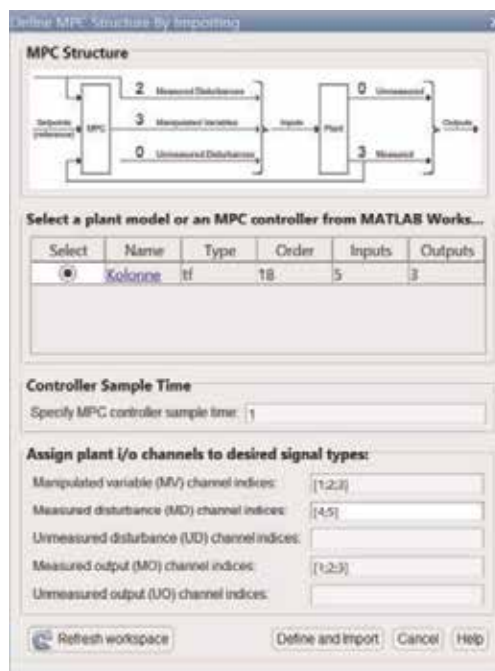 Define MPC Structure By Importing
MPC Structure
2 Measured Disturbances
0 Unmeasured
Setpoints
(reference)
MPC
3 Manipulated Variables
Inputs
Plant
Outputs
0 Unmeasured Disturbances
3 Measured
Select a plant model or an MPC controller from MATLAB Works...
Select Name Type Order Inputs Outputs
Kolonne tf 18 5 3
Controller Sample Time
Specify MPC controller sample time: 1
Assign plant i/o channels to desired signal types:
Manipulated variable (MV) channel indices: [1;2;3]
Measured disturbance (MD) channel indices: [4;5]
Unmeasured disturbance (UD) channel indices:
Measured output (MO) channel indices: [1;2;3]
Unmeasured output (UO) channel indices:
Refresh workspace Define and Import Cancel Help